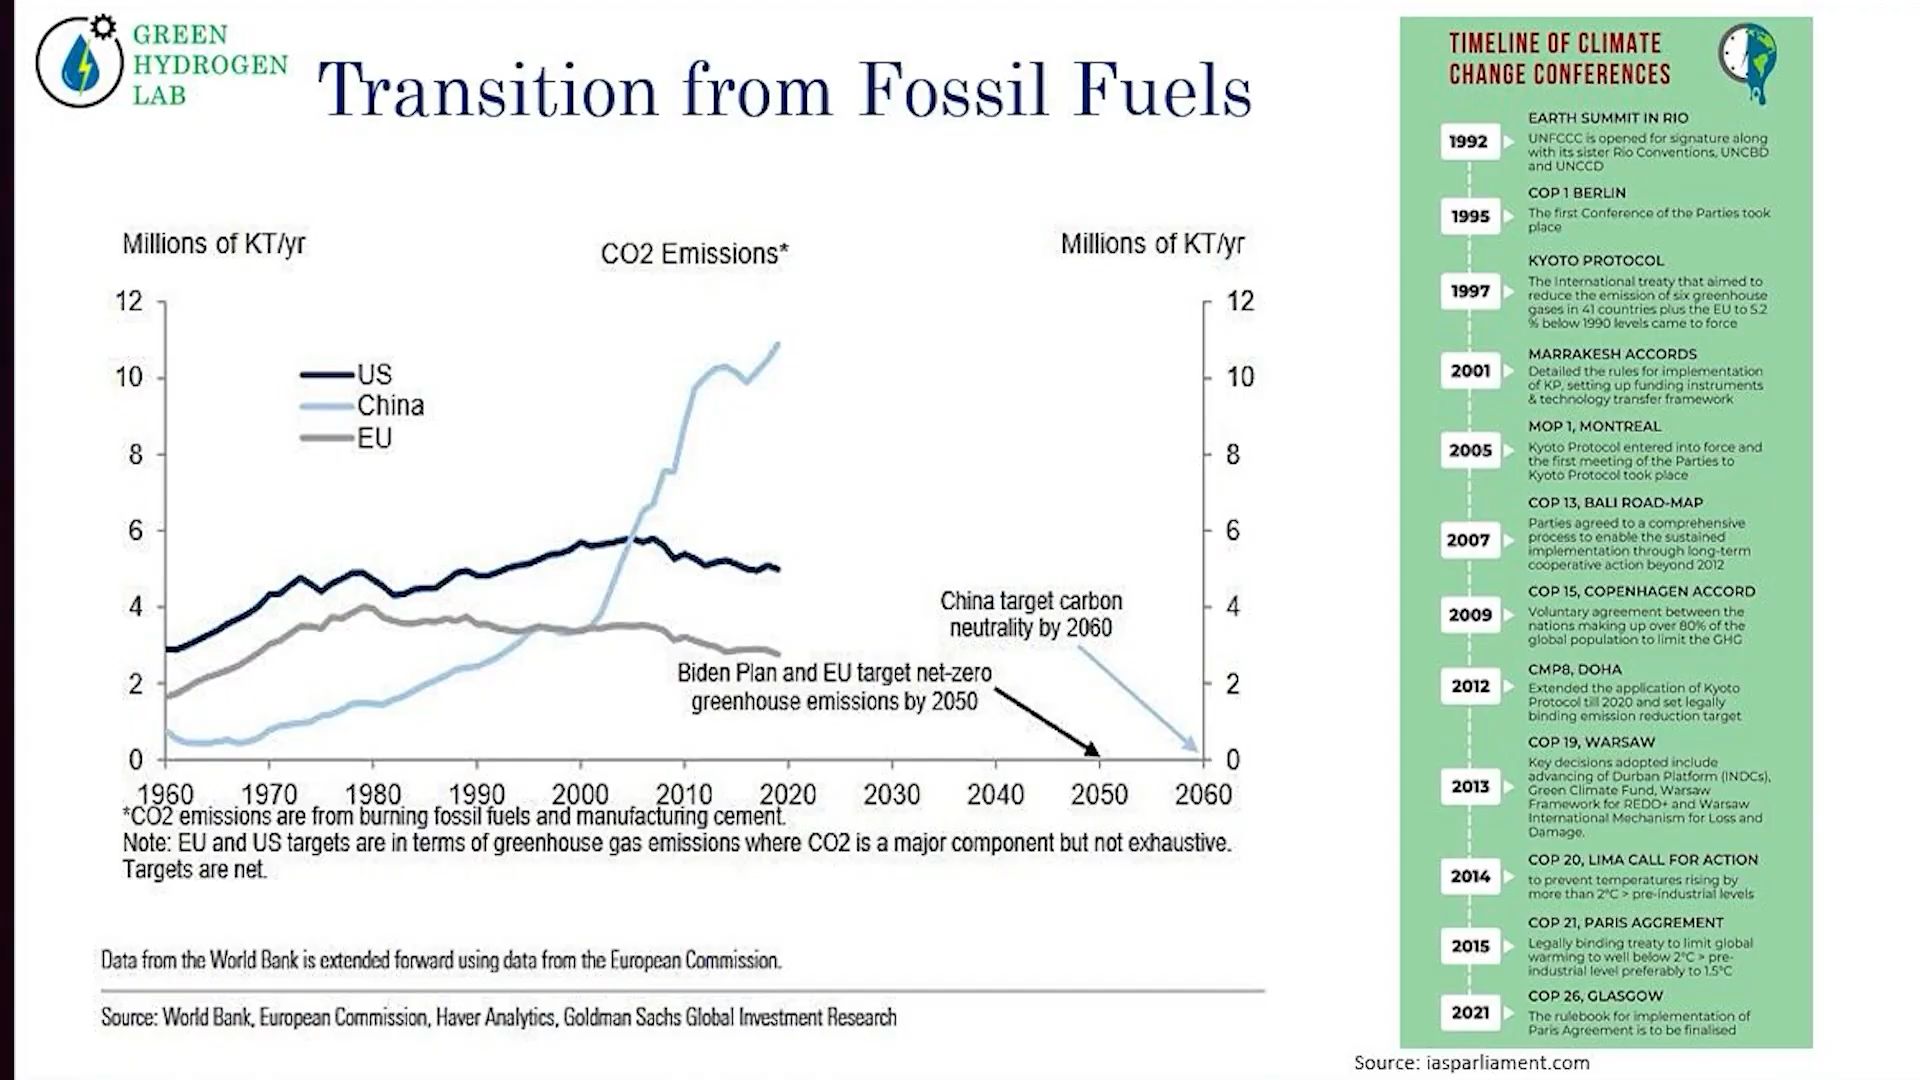 GREEN
HYDROGEN
LAB
Transition from Fossil Fuels
Millions of KT/yr
CO2 Emissions*
Millions of KT/yr
12
10
8
6
4
2
0
12
10
8
6
4
2
0
US
China
EU
China target carbon
neutrality by 2060
Biden Plan and EU target net-zero
greenhouse emissions by 2050
1960 1970 1980 1990 2000 2010 2020 2030 2040 2050 2060
*CO2 emissions are from burning fossil fuels and manufacturing cement.
Note: EU and US targets are in terms of greenhouse gas emissions where CO2 is a major component but not exhaustive.
Targets are net.
Data from the World Bank is extended forward using data from the European Commission.
Source: World Bank, European Commission, Haver Analytics, Goldman Sachs Global Investment Research
TIMELINE OF CLIMATE
CHANGE CONFERENCES
1992
EARTH SUMMIT IN RIO
UNFCCC is opened for signature along
with its sister Rio Conventions, UNCBD
and UNCCD
1995
COP 1 BERLIN
The first Conference of the Parties took
place
1997
KYOTO PROTOCOL
The International treaty that aimed to
reduce the emission of six greenhouse
gases in 41 countries plus the EU to 5.2
% below 1990 levels came to force
2001
MARRAKESH ACCORDS
Detailed the rules for implementation
of KP, setting up funding instruments
& technology transfer framework
2005
MOP 1, MONTREAL
Kyoto Protocol entered into force and
the first meeting of the Parties to
Kyoto Protocol took place
2007
COP 13, BALI ROAD-MAP
Parties agreed to a comprehensive
process to enable the sustained
implementation through long-term
cooperative action beyond 2012
2009
COP 15, COPENHAGEN ACCORD
Voluntary agreement between the
nations making up over 80% of the
global population to limit the GHG
2012
CMP8, DOHA
Extended the application of Kyoto
Protocol till 2020 and set legally
binding emission reduction target
2013
COP 19, WARSAW
Key decisions adopted include
advancing of Durban Platform (INDCs),
Green Climate Fund, Warsaw
Framework for REDD+ and Warsaw
International Mechanism for Loss and
Damage.
2014
COP 20, LIMA CALL FOR ACTION
to prevent temperatures rising by
more than 2°C > pre-industrial levels
2015
COP 21, PARIS AGGREMENT
Legally binding treaty to limit global
warming to well below 2°C > pre-
industrial level preferably to 1.5°C
2021
COP 26, GLASGOW
The rulebook for implementation of
Paris Agreement is to be finalised
Source: iasparliament.com